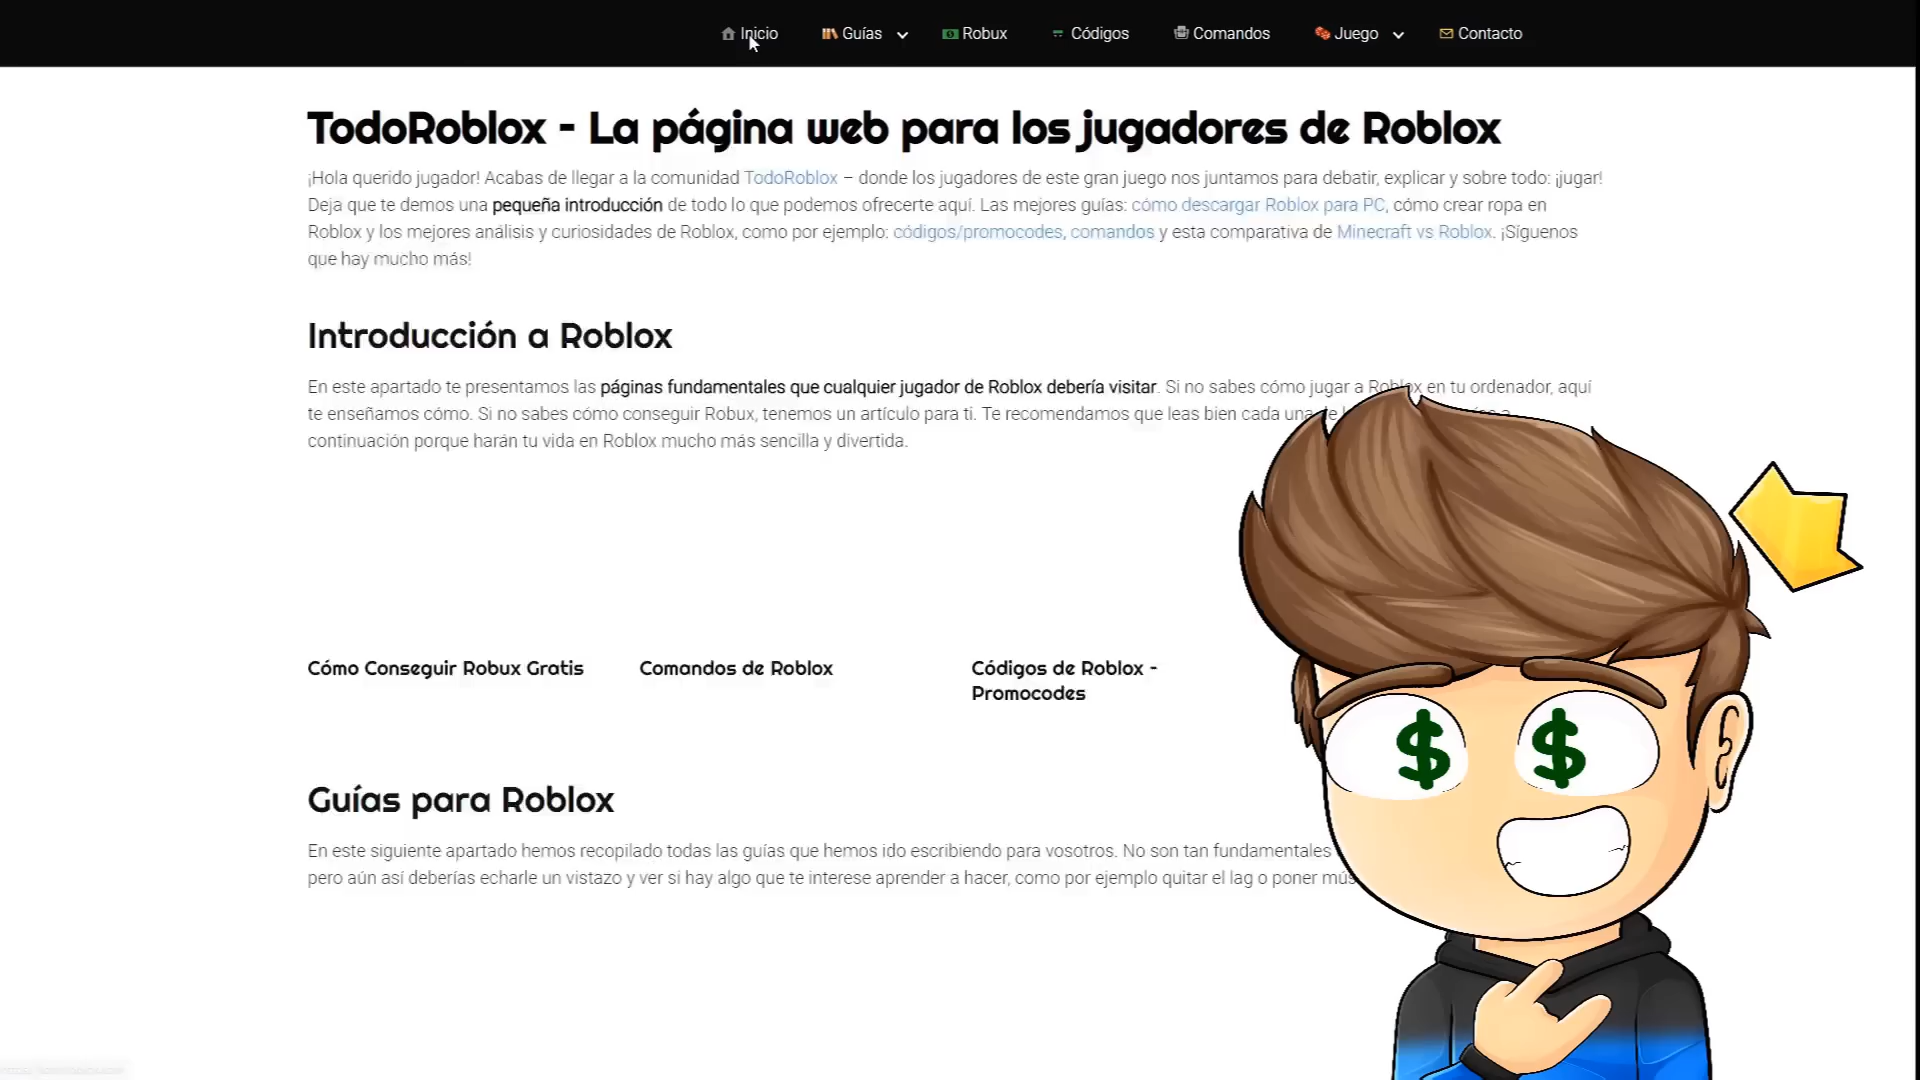 Inicio Guías Robux Códigos Comandos Juego Contacto
TodoRoblox - La página web para los jugadores de Roblox
¡Hola querido jugador! Acabas de llegar a la comunidad TodoRoblox – donde los jugadores de este gran juego nos juntamos para debatir, explicar y sobre todo: ¡jugar!
Deja que te demos una pequeña introducción de todo lo que podemos ofrecerte aquí. Las mejores guías: cómo descargar Roblox para PC, cómo crear ropa en
Roblox y los mejores análisis y curiosidades de Roblox, como por ejemplo: códigos/promocodes, comandos y esta comparativa de Minecraft vs Roblox. ¡Síguenos
que hay mucho más!
Introducción a Roblox
En este apartado te presentamos las páginas fundamentales que cualquier jugador de Roblox debería visitar. Si no sabes cómo jugar a Roblox en tu ordenador, aquí
te enseñamos cómo. Si no sabes cómo conseguir Robux, tenemos un artículo para ti. Te recomendamos que leas bien cada una de
continuación porque harán tu vida en Roblox mucho más sencilla y divertida.
Cómo Conseguir Robux Gratis
Comandos de Roblox
Códigos de Roblox -
Promocodes
Guías para Roblox
En este siguiente apartado hemos recopilado todas las guías que hemos ido escribiendo para vosotros. No son tan fundamentales
pero aún así deberías echarle un vistazo y ver si hay algo que te interese aprender a hacer, como por ejemplo quitar el lag o poner
$ $